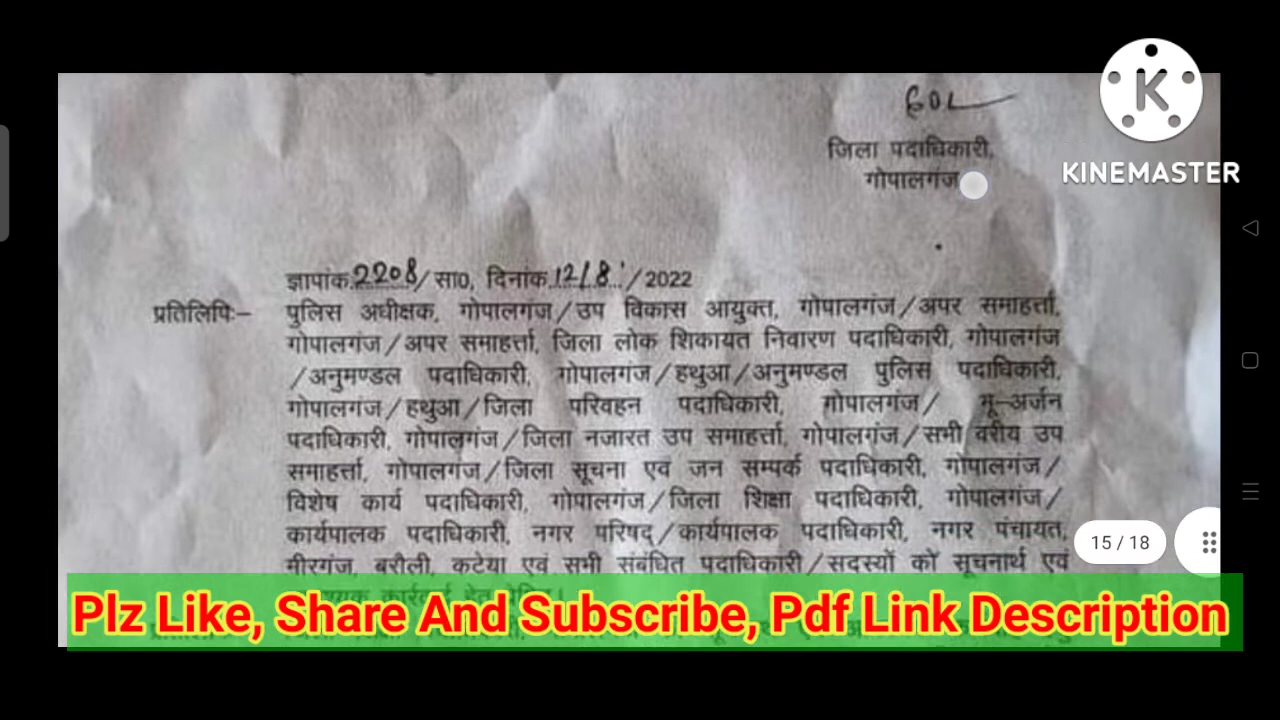 जिला पदाधिकारी,
गोपालगंज
KINEMASTER
ज्ञापांक 2208/सा0, दिनांक 12/8/2022
प्रतिलिपिः– पुलिस अधीक्षक, गोपालगंज/उप विकास आयुक्त, गोपालगंज/अपर समाहर्त्ता,
गोपालगंज/अपर समाहर्त्ता, जिला लोक शिकायत निवारण पदाधिकारी, गोपालगंज
/अनुमण्डल पदाधिकारी, गोपालगंज/हथुआ/अनुमण्डल पुलिस पदाधिकारी,
गोपालगंज/हथुआ/जिला परिवहन पदाधिकारी, गोपालगंज/ भू–अर्जन
पदाधिकारी, गोपालगंज/जिला नजारत उप समाहर्त्ता, गोपालगंज/सभी वरीय उप
समाहर्त्ता, गोपालगंज/जिला सूचना एवं जन सम्पर्क पदाधिकारी, गोपालगंज/
विशेष कार्य पदाधिकारी, गोपालगंज/जिला शिक्षा पदाधिकारी, गोपालगंज/
कार्यपालक पदाधिकारी, नगर परिषद्/कार्यपालक पदाधिकारी, नगर पंचायत,
15 / 18
मीरगंज, बरौली, कटेया एवं सभी संबंधित पदाधिकारी/सदस्यों को सूचनार्थ एवं
Plz Like, Share And Subscribe, Pdf Link Description